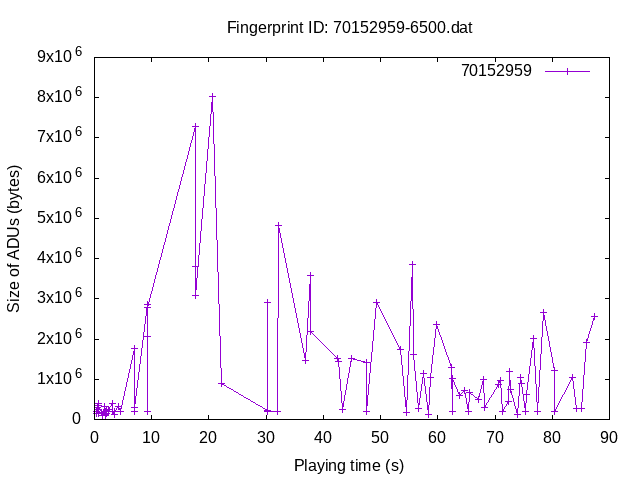 Fingerprint ID: 70152959-6500.dat
70152959
9x10^6
8x10^6
7x10^6
6x10^6
5x10^6
4x10^6
3x10^6
2x10^6
1x10^6
0
Size of ADUs (bytes)
0 10 20 30 40 50 60 70 80 90
Playing time (s)